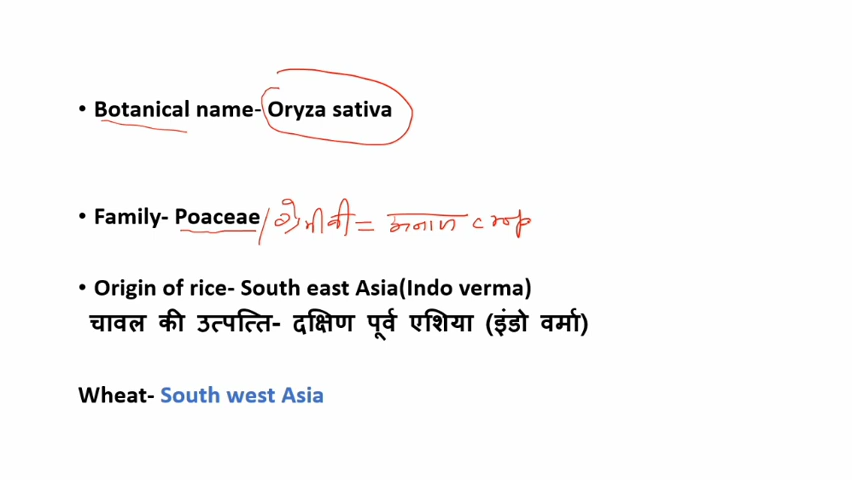 • Botanical name- Oryza sativa
• Family- Poaceae / ग्रेमीनी = अनाज crop
• Origin of rice- South east Asia(Indo verma)
चावल की उत्पत्ति- दक्षिण पूर्व एशिया (इंडो वर्मा)
Wheat- South west Asia